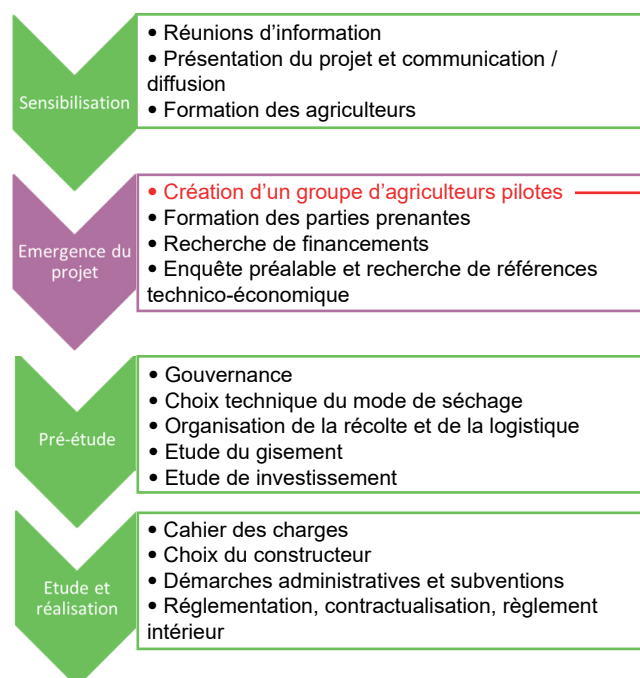 Sensibilisation
• Réunions d'information
• Présentation du projet et communication /
diffusion
• Formation des agriculteurs
Emergence du
projet
• Création d'un groupe d'agriculteurs pilotes
• Formation des parties prenantes
• Recherche de financements
• Enquête préalable et recherche de références
technico-économique
Pré-étude
• Gouvernance
• Choix technique du mode de séchage
• Organisation de la récolte et de la logistique
• Etude du gisement
• Etude de investissement
Etude et
réalisation
• Cahier des charges
• Choix du constructeur
• Démarches administratives et subventions
• Réglementation, contractualisation, règlement
intérieur